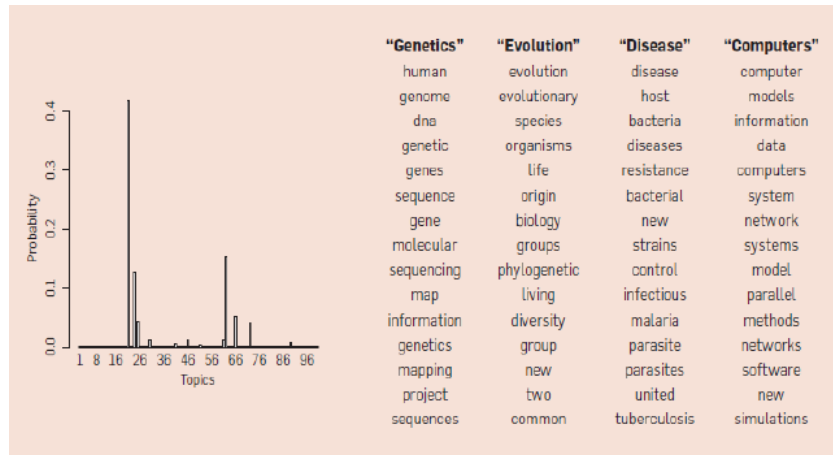 “Genetics” “Evolution” “Disease” “Computers”
human evolution disease computer
genome evolutionary host models
dna species bacteria information
genetic organisms diseases data
genes life resistance computers
sequence origin bacterial system
gene biology new network
molecular groups strains systems
sequencing phylogenetic control model
map living infectious parallel
information diversity malaria methods
genetics group parasite networks
mapping new parasites software
project two united new
sequences common tuberculosis simulations
Probability
0.4
0.3
0.2
0.1
0.0
1 8 16 26 36 46 56 66 76 86 96
Topics